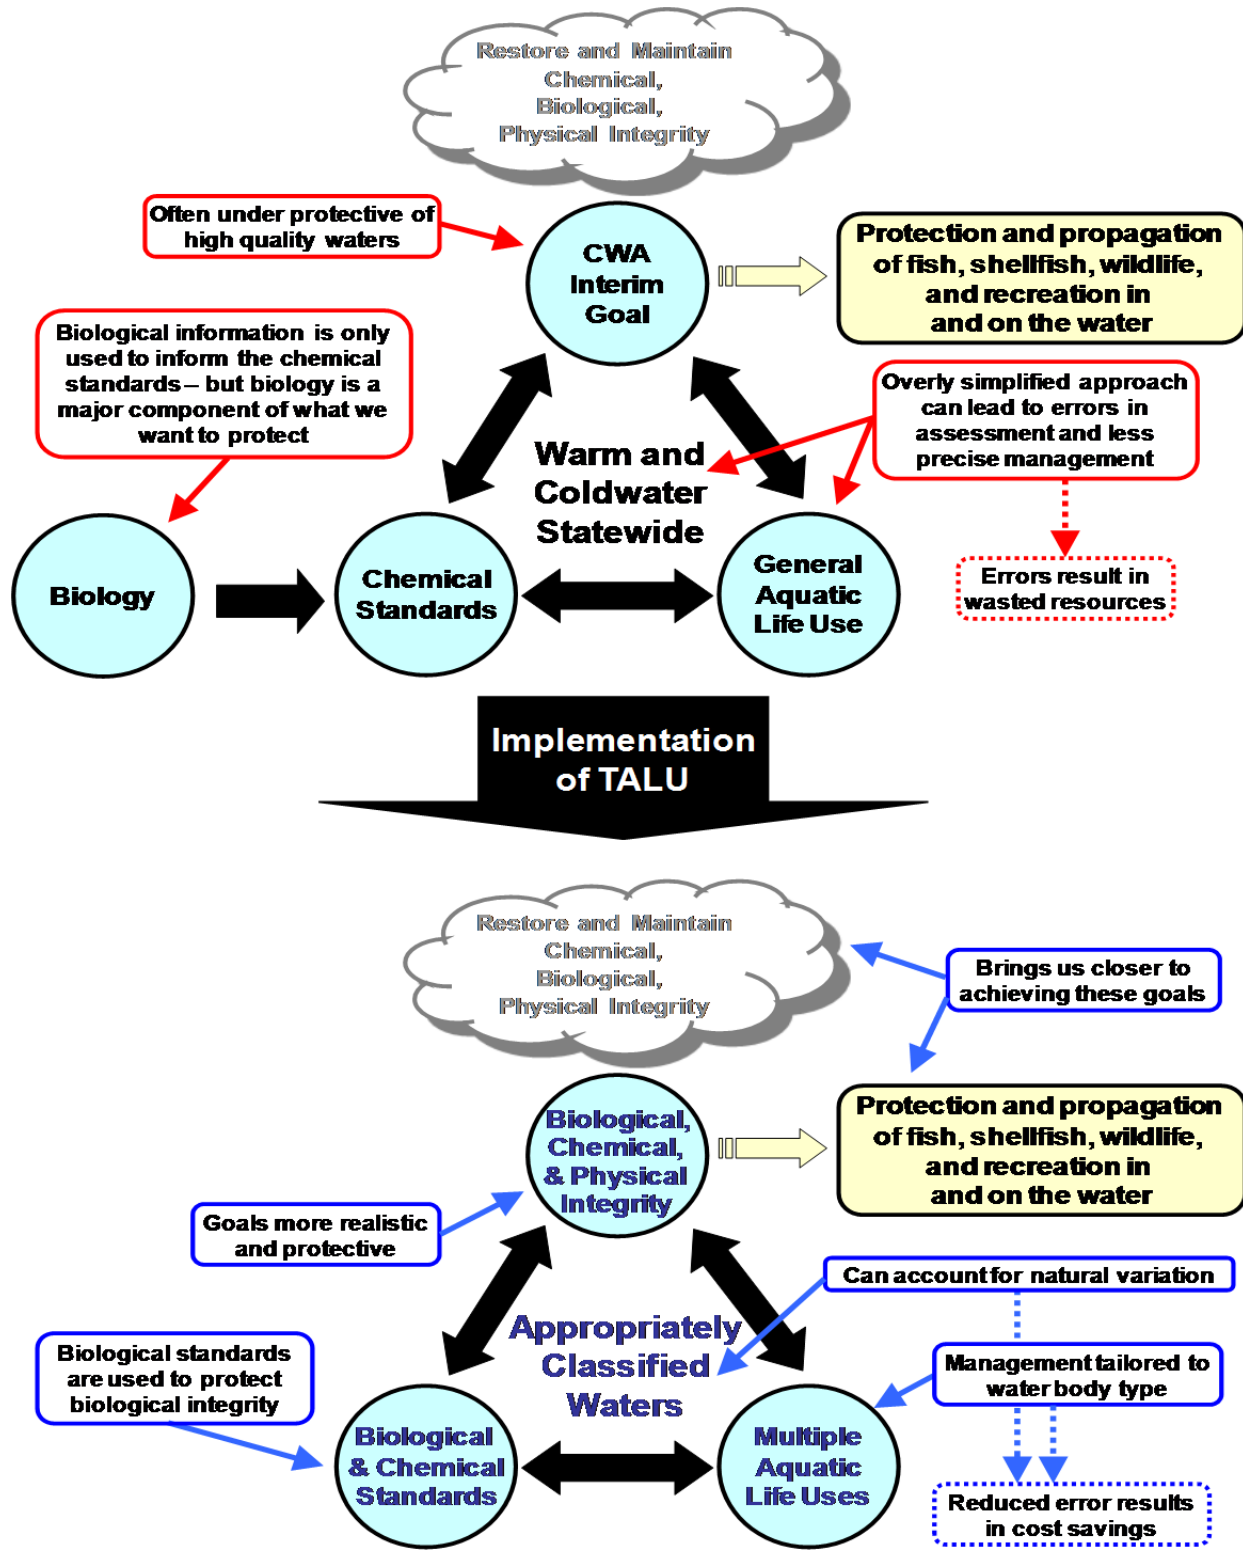 Restore and Maintain
Chemical,
Biological,
Physical Integrity
Often under protective of
high quality waters
CWA
Interim
Goal
Protection and propagation
of fish, shellfish, wildlife,
and recreation in
and on the water
Biological information is only
used to inform the chemical
standards – but biology is a
major component of what we
want to protect
Overly simplified approach
can lead to errors in
assessment and less
precise management
Warm and
Coldwater
Statewide
Biology
Chemical
Standards
General
Aquatic
Life Use
Errors result in
wasted resources
Implementation
of TALU
Restore and Maintain
Chemical,
Biological,
Physical Integrity
Brings us closer to
achieving these goals
Biological,
Chemical,
& Physical
Integrity
Protection and propagation
of fish, shellfish, wildlife,
and recreation in
and on the water
Goals more realistic
and protective
Can account for natural variation
Appropriately
Classified
Waters
Biological standards
are used to protect
biological integrity
Management tailored to
water body type
Biological
& Chemical
Standards
Multiple
Aquatic
Life Uses
Reduced error results
in cost savings